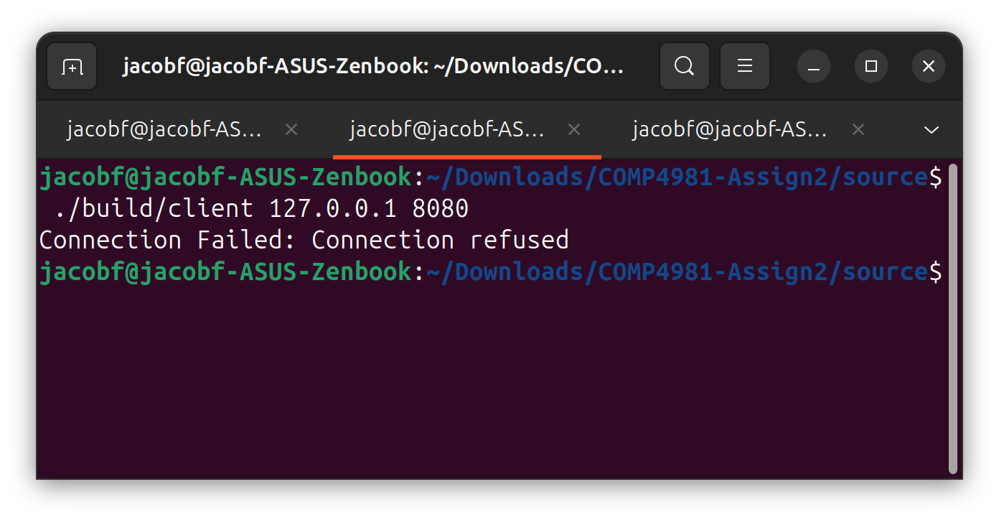 jacobf@jacobf-ASUS-Zenbook: ~/Downloads/CO...
jacobf@jacobf-AS... jacobf@jacobf-AS... jacobf@jacobf-AS...
jacobf@jacobf-ASUS-Zenbook:~/Downloads/COMP4981-Assign2/source$
./build/client 127.0.0.1 8080
Connection Failed: Connection refused
jacobf@jacobf-ASUS-Zenbook:~/Downloads/COMP4981-Assign2/source$